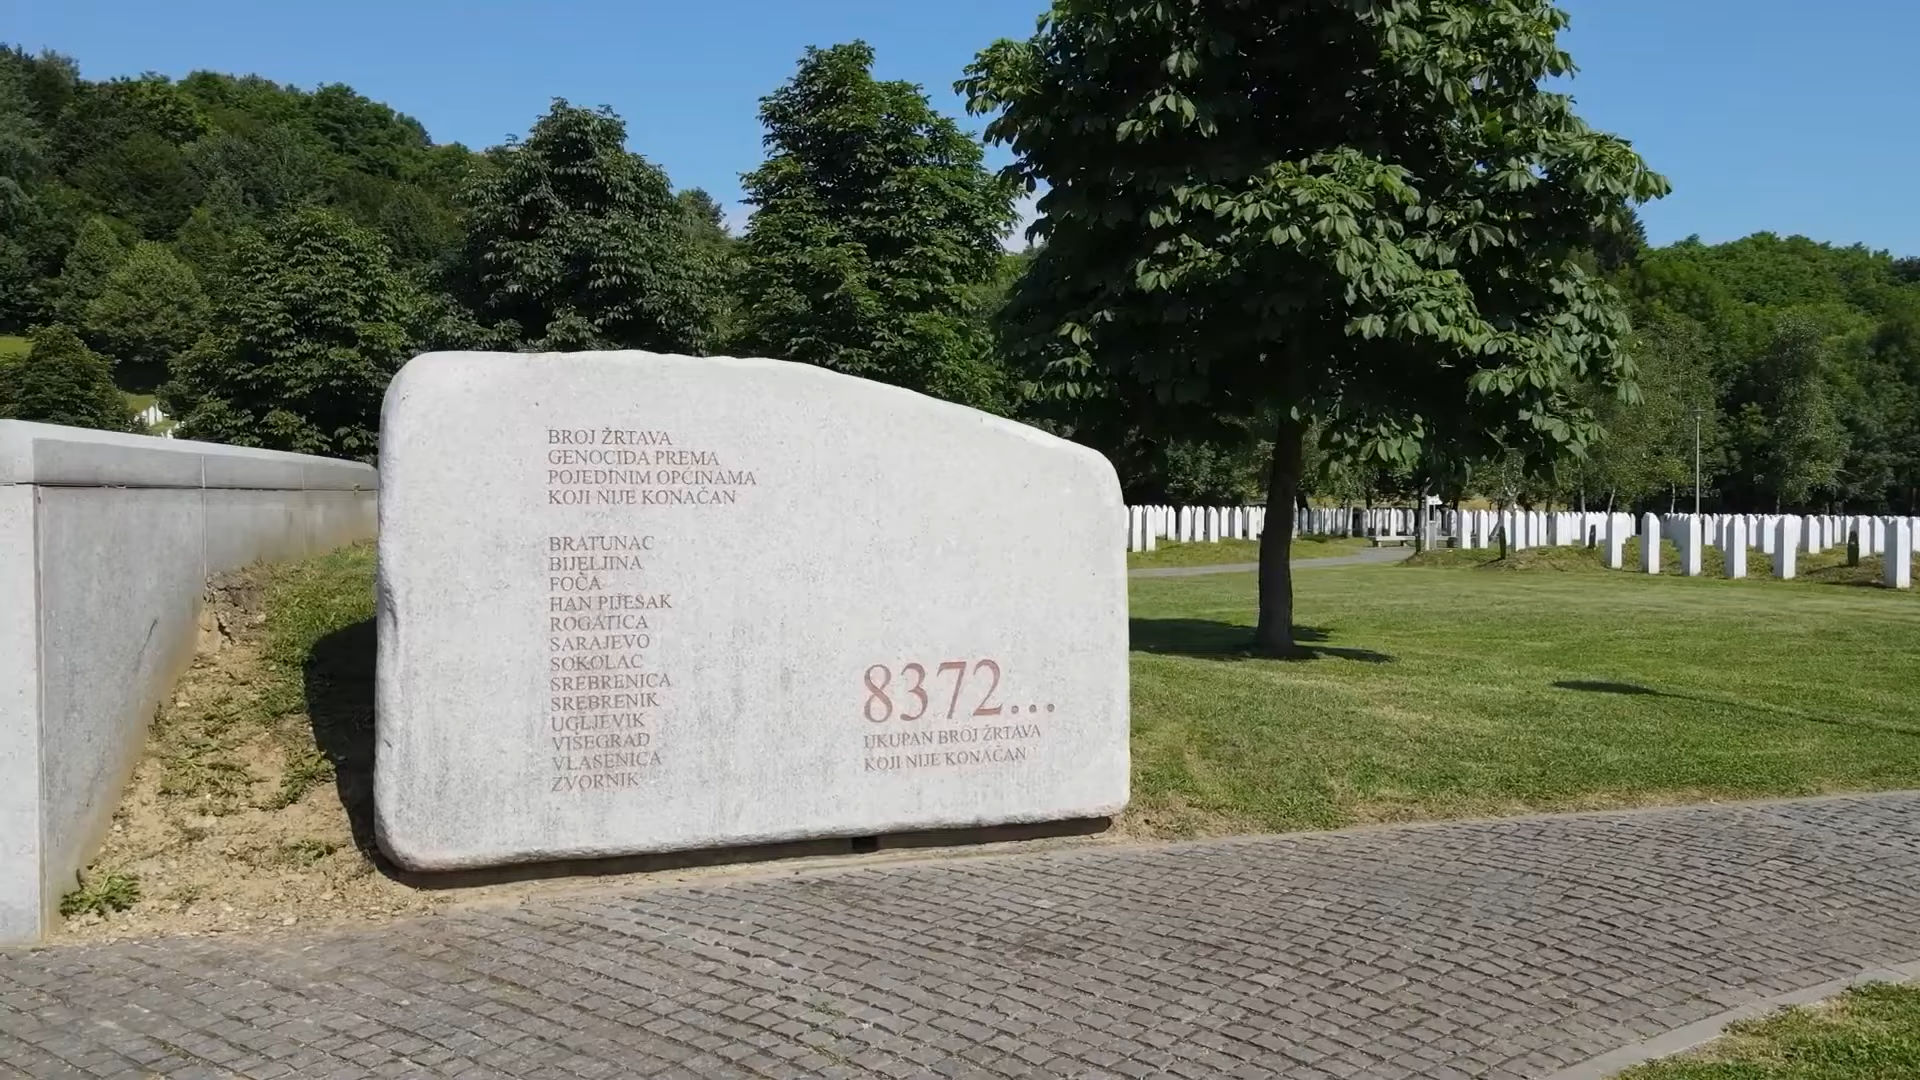 BROJ ŽRTAVA
GENOCIDA PREMA
POJEDINIM OPĆINAMA
KOJI NIJE KONAČAN
BRATUNAC
BIJELJINA
FOČA
HAN PIJESAK
ROGATICA
SARAJEVO
SOKOLAC
SREBRENICA
SREBRENIK
UGLJEVIK
VIŠEGRAD
VLASENICA
ZVORNIK
8372...
UKUPAN BROJ ŽRTAVA
KOJI NIJE KONAČAN